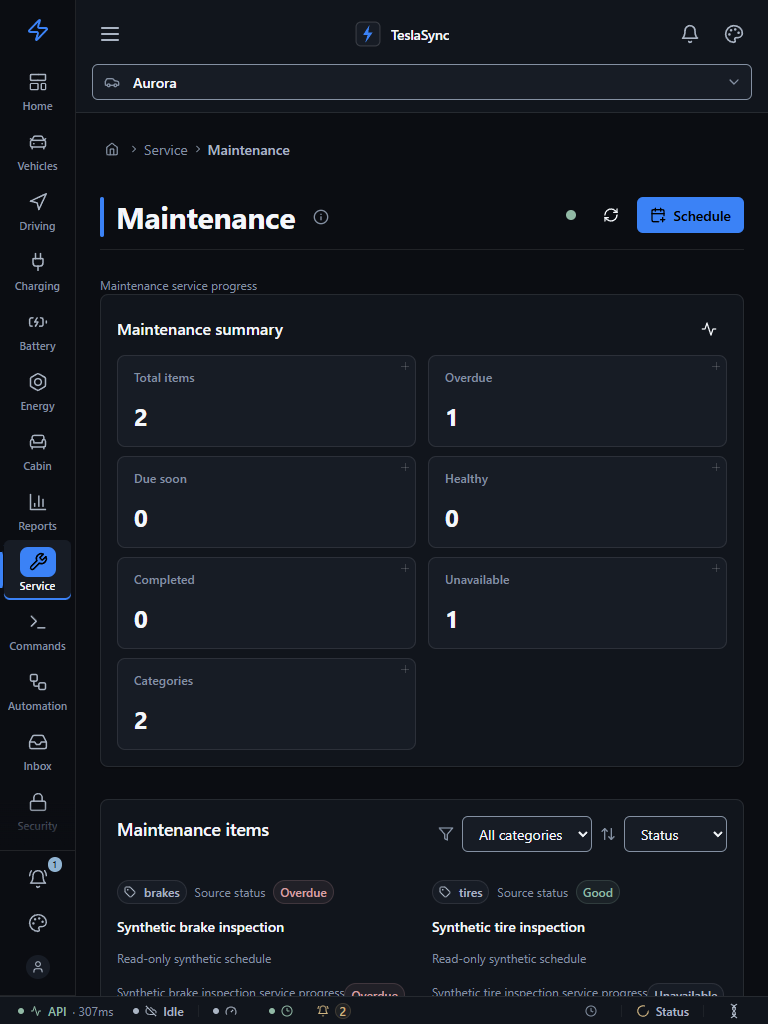 TeslaSync
Aurora
Home
Vehicles
Driving
Charging
Battery
Energy
Cabin
Reports
Service
Commands
Automation
Inbox
Security
1
Service > Maintenance
Maintenance
Schedule
Maintenance service progress
Maintenance summary
Total items
2
Overdue
1
Due soon
0
Healthy
0
Completed
0
Unavailable
1
Categories
2
Maintenance items
All categories
Status
brakes Source status Overdue
Synthetic brake inspection
Read-only synthetic schedule
Synthetic brake inspection service progress Overdue
tires Source status Good
Synthetic tire inspection
Read-only synthetic schedule
Synthetic tire inspection service progress Unavailable
API · 307ms Idle 2 Status